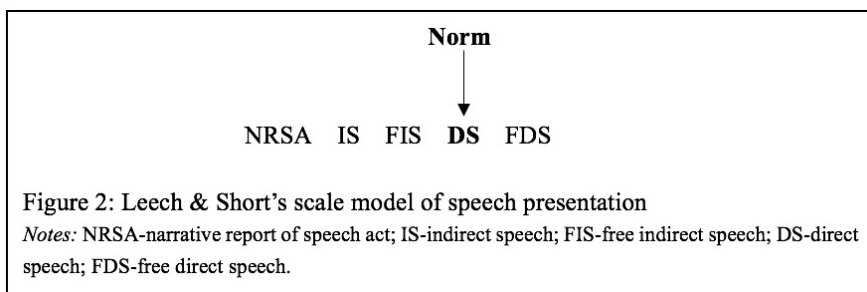 Norm
NRSA IS FIS DS FDS
Figure 2: Leech & Short’s scale model of speech presentation
Notes: NRSA-narrative report of speech act; IS-indirect speech; FIS-free indirect speech; DS-direct
speech; FDS-free direct speech.